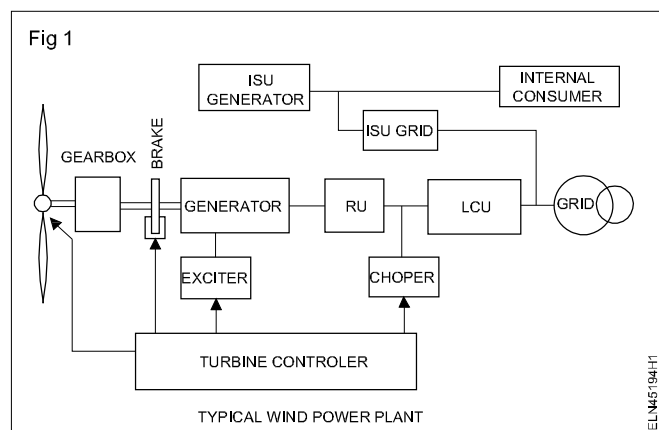 Fig 1
ISU
GENERATOR
INTERNAL
CONSUMER
ISU GRID
GEARBOX
BRAKE
GENERATOR
RU
LCU
GRID
EXCITER
CHOPER
TURBINE CONTROLER
TYPICAL WIND POWER PLANT
ELN45194H1